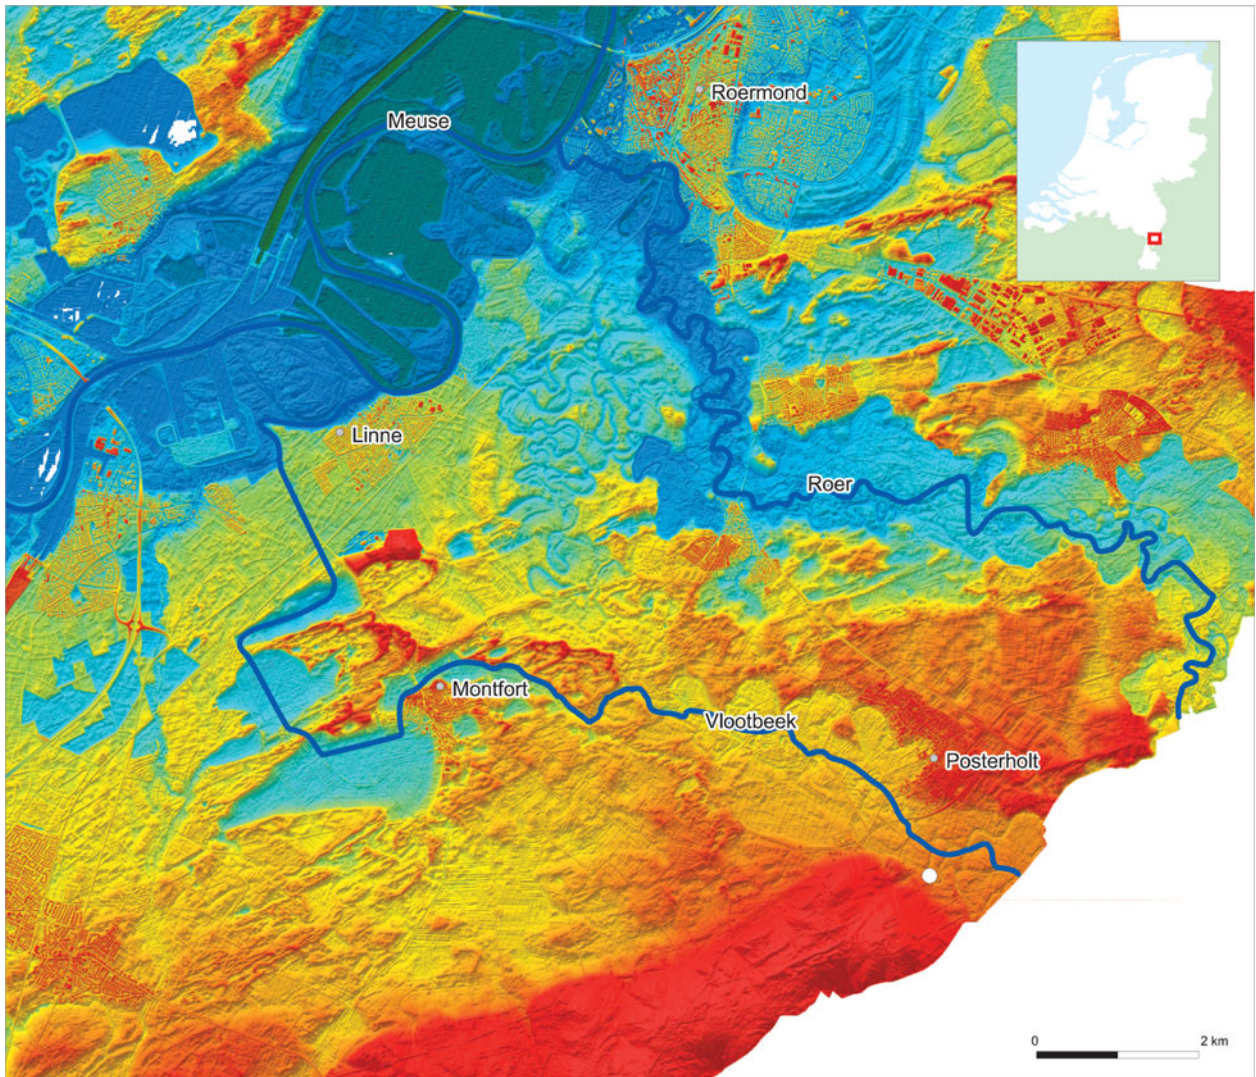 Roermond
Meuse
Linne
Roer
Montfort
Vlootbeek
Posterholt
0 2 km